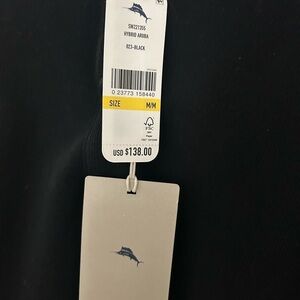 SW221355
HYBRID ARUBA
023-BLACK
0 23773 158440
SIZE M/M
FSC
USD $138.00